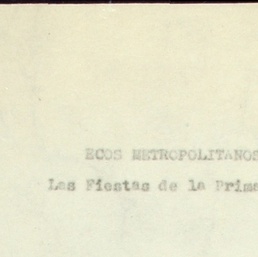 ECOS METROPOLITANOS
Las Fiestas de la Prima